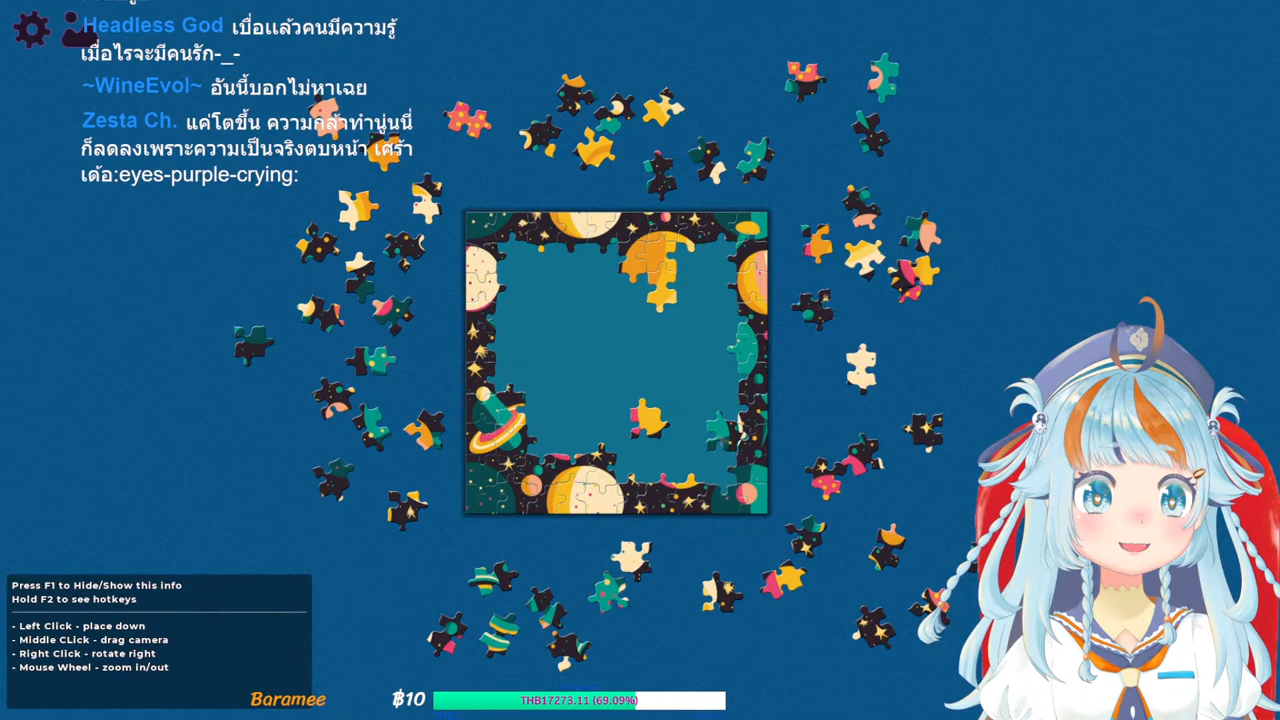 Headless God เบื่อแล้วคนมีความรู้
เมื่อไรจะมีคนรัก-_-
~WineEvol~ อันนี้บอกไม่หาเฉย
Zesta Ch. แค่โตขึ้น ความกล้าทำนู่นนี่
ก็ลดลงเพราะความเป็นจริงตบหน้า เศร้า
เด้อ:eyes-purple-crying:
Press F1 to Hide/Show this info
Hold F2 to see hotkeys
- Left Click - place down
- Middle CLick - drag camera
- Right Click - rotate right
- Mouse Wheel - zoom in/out
Baramee ฿10 THB17273.11 (69.09%)